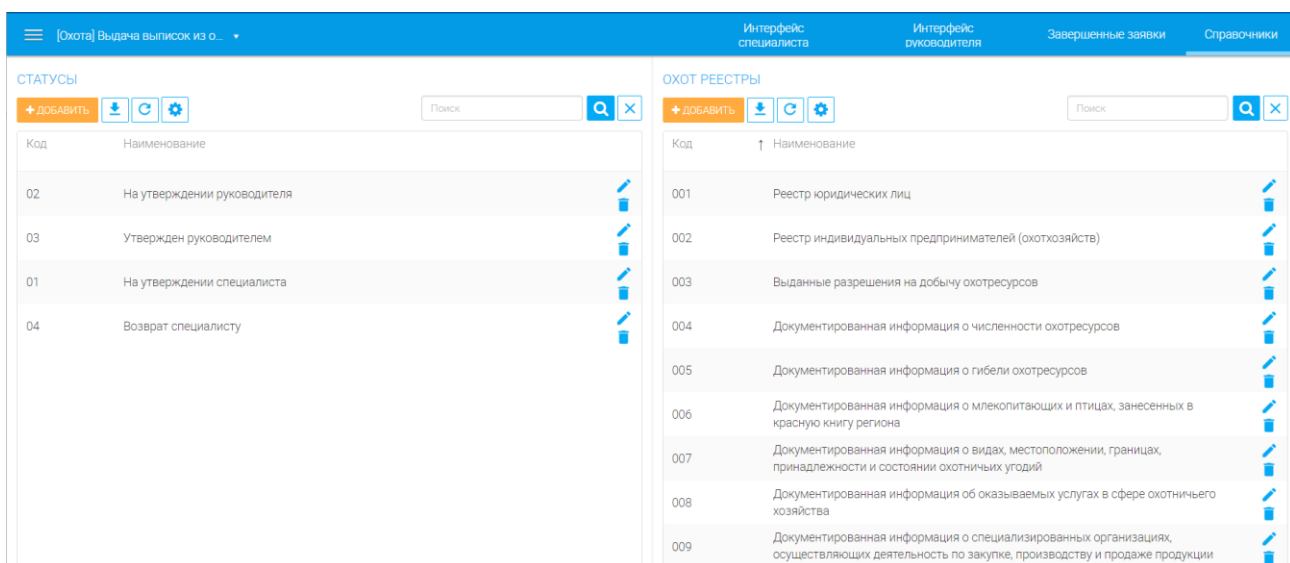 [Охота] Выдача выписок из о...
Интерфейс
специалиста
Интерфейс
руководителя
Завершенные заявки
Справочники
СТАТУСЫ
+ ДОБАВИТЬ
Поиск
Код Наименование
02 На утверждении руководителя
03 Утвержден руководителем
01 На утверждении специалиста
04 Возврат специалисту
ОХОТ РЕЕСТРЫ
+ ДОБАВИТЬ
Поиск
Код ↑ Наименование
001 Реестр юридических лиц
002 Реестр индивидуальных предпринимателей (охотхозяйств)
003 Выданные разрешения на добычу охотресурсов
004 Документированная информация о численности охотресурсов
005 Документированная информация о гибели охотресурсов
006 Документированная информация о млекопитающих и птицах, занесенных в
красную книгу региона
007 Документированная информация о видах, местоположении, границах,
принадлежности и состоянии охотничьих угодий
008 Документированная информация об оказываемых услугах в сфере охотничьего
хозяйства
009 Документированная информация о специализированных организациях,
осуществляющих деятельность по закупке, производству и продаже продукции